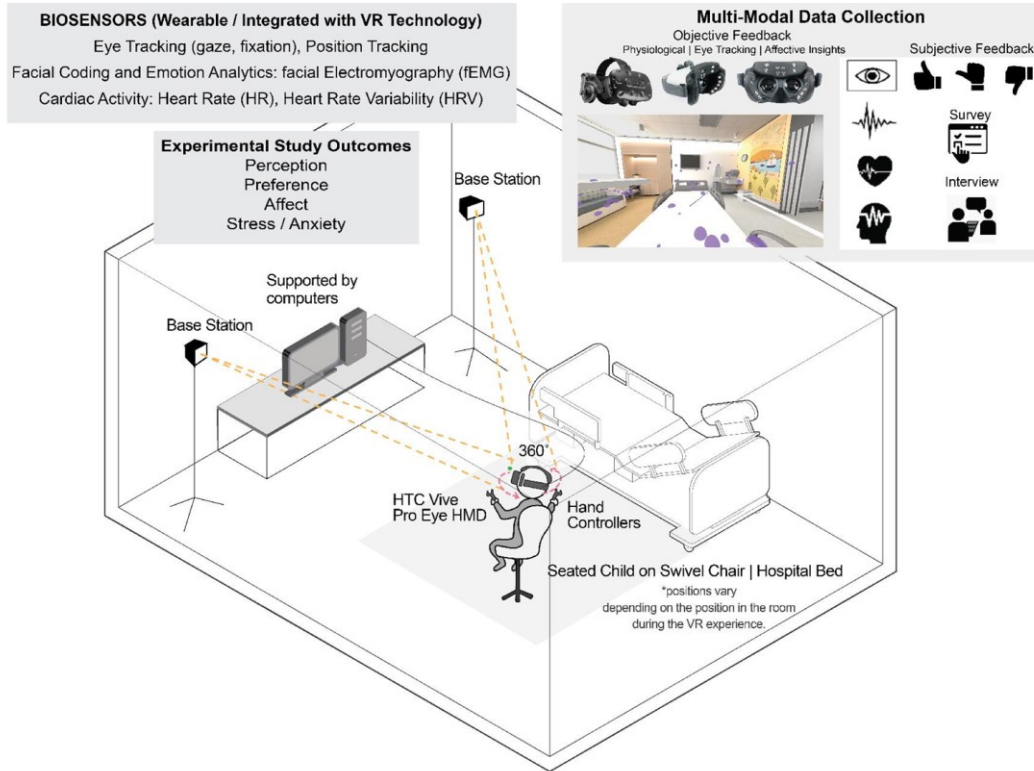 BIOSENSORS (Wearable / Integrated with VR Technology)
Eye Tracking (gaze, fixation), Position Tracking
Facial Coding and Emotion Analytics: facial Electromyography (fEMG)
Cardiac Activity: Heart Rate (HR), Heart Rate Variability (HRV)
Experimental Study Outcomes
Perception
Preference
Affect
Stress / Anxiety
Multi-Modal Data Collection
Objective Feedback
Physiological | Eye Tracking | Affective Insights
Subjective Feedback
Survey
Interview
Base Station
Supported by
computers
Base Station
360°
HTC Vive
Pro Eye HMD
Hand
Controllers
Seated Child on Swivel Chair | Hospital Bed
*positions vary
depending on the position in the room
during the VR experience.